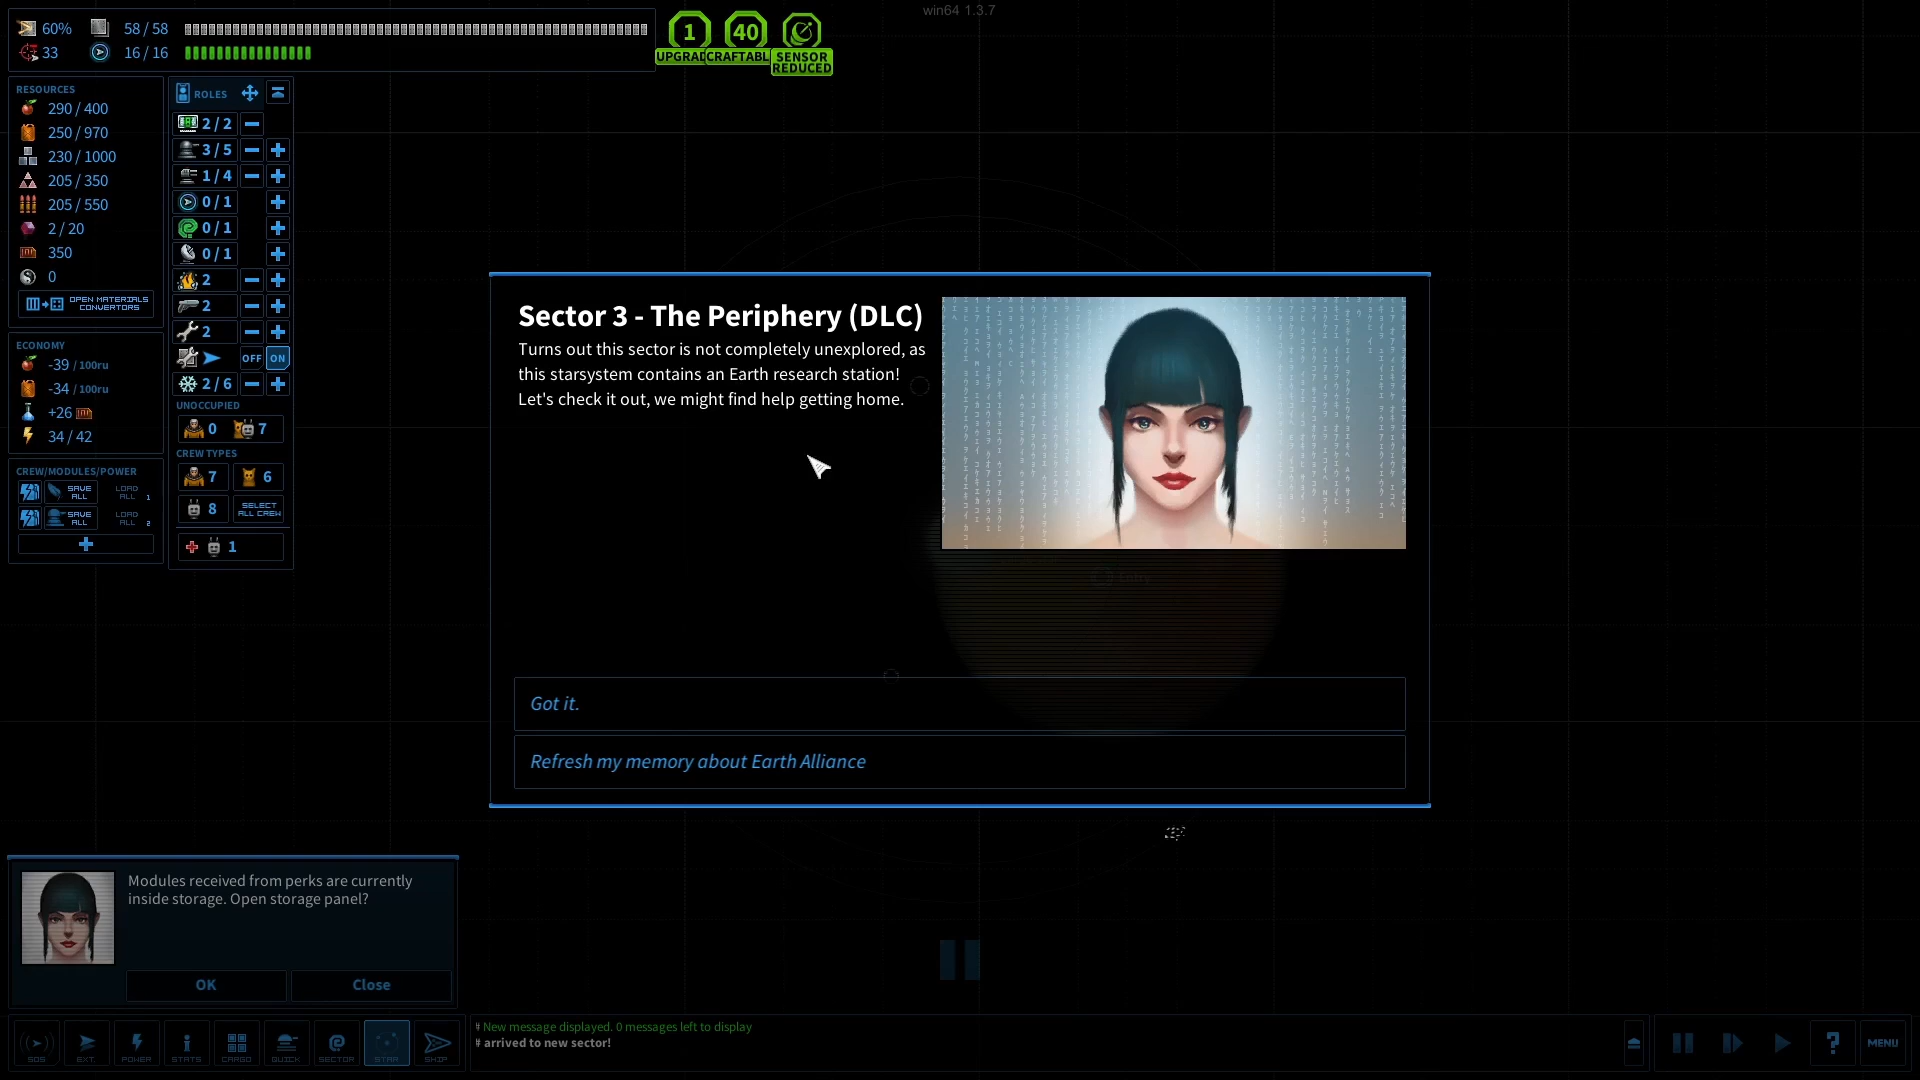 win64 1.3.7
60%
58 / 58
33
16 / 16
1
UPGRAD
40
CRAFTABL
SENSOR
REDUCED
RESOURCES
290 / 400
250 / 970
230 / 1000
205 / 350
205 / 550
2 / 20
350
0
OPEN MATERIALS
CONVERTORS
ECONOMY
-39 / 100ru
-34 / 100ru
+26
34 / 42
CREW/MODULES/POWER
SAVE ALL
LOAD ALL 1
SAVE ALL
LOAD ALL 2
ROLES
2 / 2
3 / 5
1 / 4
0 / 1
0 / 1
0 / 1
2
2
2
OFF ON
2 / 6
UNOCCUPIED
0
7
CREW TYPES
7
6
8
SELECT ALL CREW
1
Sector 3 - The Periphery (DLC)
Turns out this sector is not completely unexplored, as
this starsystem contains an Earth research station!
Let's check it out, we might find help getting home.
Got it.
Refresh my memory about Earth Alliance
Modules received from perks are currently
inside storage. Open storage panel?
OK
Close
SOS
EXT.
POWER
STATS
CARGO
QUICK
SECTOR
STAR
SHIP
# New message displayed. 0 messages left to display
# arrived to new sector!
?
MENU